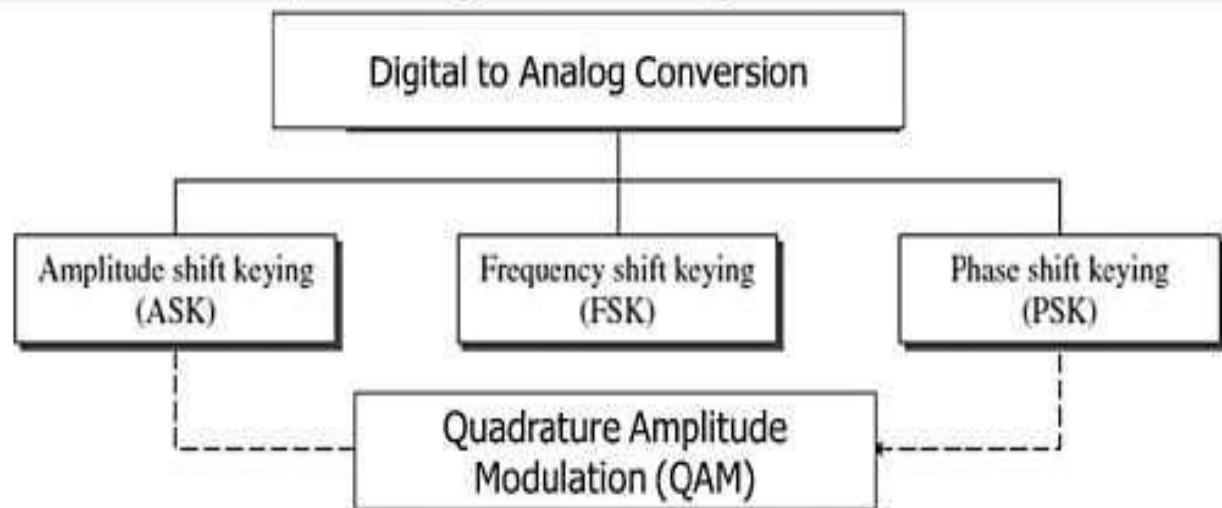 Digital to Analog Conversion
Amplitude shift keying
(ASK)
Frequency shift keying
(FSK)
Phase shift keying
(PSK)
Quadrature Amplitude
Modulation (QAM)